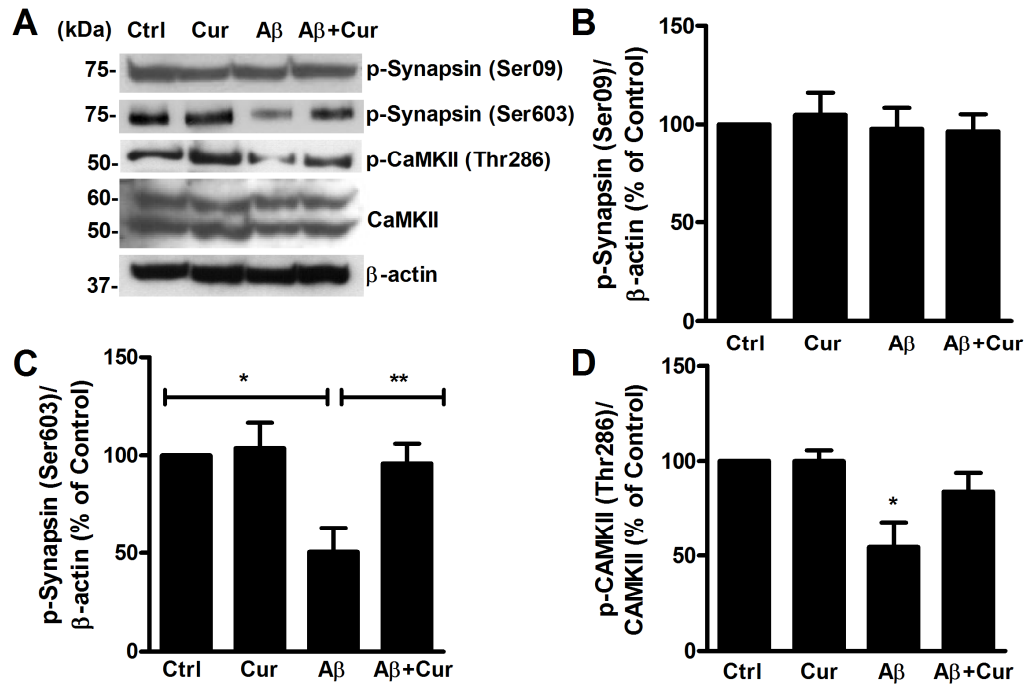 A (kDa) Ctrl Cur Aβ Aβ+Cur
75- p-Synapsin (Ser09)
75- p-Synapsin (Ser603)
50- p-CaMKII (Thr286)
60-
CaMKII
50-
β-actin
37-
B
p-Synapsin (Ser09)/
β-actin (% of Control)
150
100
50
0
Ctrl Cur Aβ Aβ+Cur
C
p-Synapsin (Ser603)/
β-actin (% of Control)
150
* **
100
50
0
Ctrl Cur Aβ Aβ+Cur
D
p-CAMKII (Thr286)/
CAMKII (% of Control)
150
100
*
50
0
Ctrl Cur Aβ Aβ+Cur